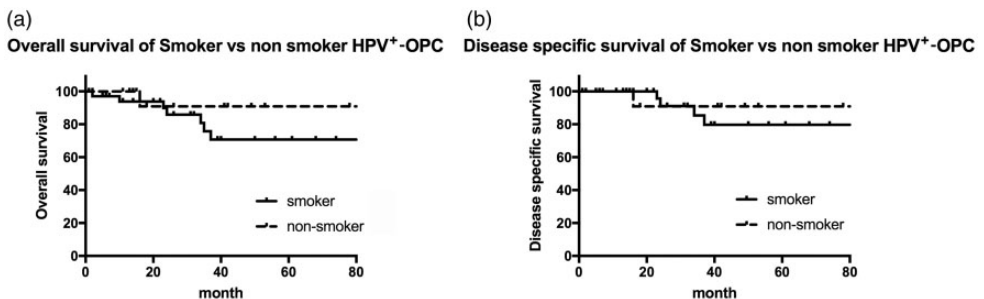 (a)
Overall survival of Smoker vs non smoker HPV⁺-OPC
Overall survival
100
80
60
40
20
0
smoker
non-smoker
0 20 40 60 80
month
(b)
Disease specific survival of Smoker vs non smoker HPV⁺-OPC
Disease specific survival
100
80
60
40
20
0
smoker
non-smoker
0 20 40 60 80
month